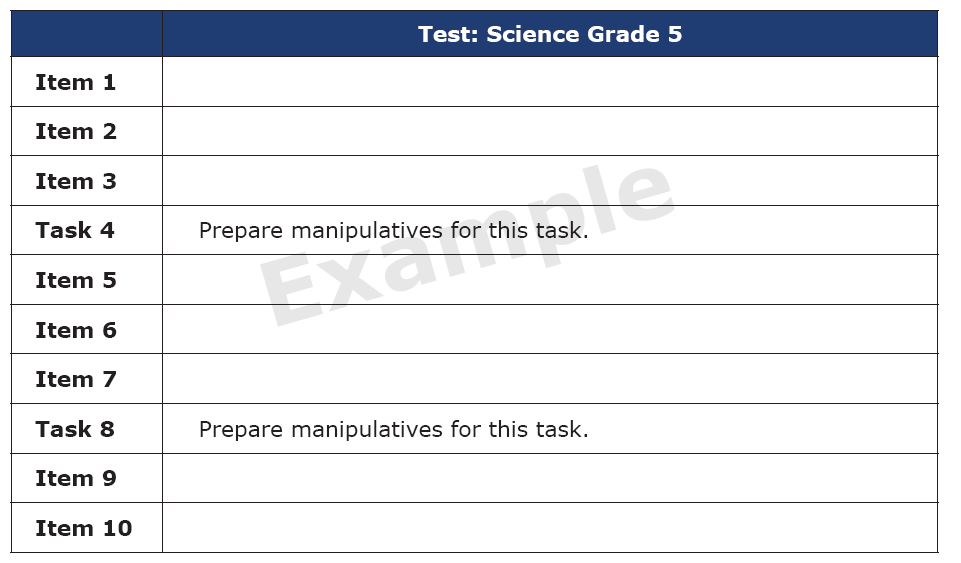 Test: Science Grade 5
Item 1
Item 2
Item 3
Task 4 Prepare manipulatives for this task.
Item 5
Item 6
Item 7
Task 8 Prepare manipulatives for this task.
Item 9
Item 10
Example